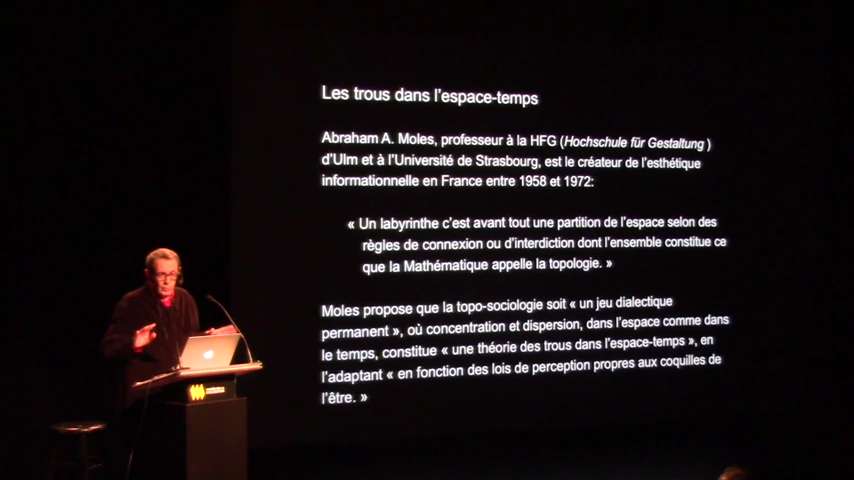 Les trous dans l'espace-temps
Abraham A. Moles, professeur à la HFG (Hochschule für Gestaltung )
d'Ulm et à l'Université de Strasbourg, est le créateur de l'esthétique
informationnelle en France entre 1958 et 1972:
« Un labyrinthe c'est avant tout une partition de l'espace selon des
règles de connexion ou d'interdiction dont l'ensemble constitue ce
que la Mathématique appelle la topologie. »
Moles propose que la topo-sociologie soit « un jeu dialectique
permanent », où concentration et dispersion, dans l'espace comme dans
le temps, constitue « une théorie des trous dans l'espace-temps », en
l'adaptant « en fonction des lois de perception propres aux coquilles de
l'être. »